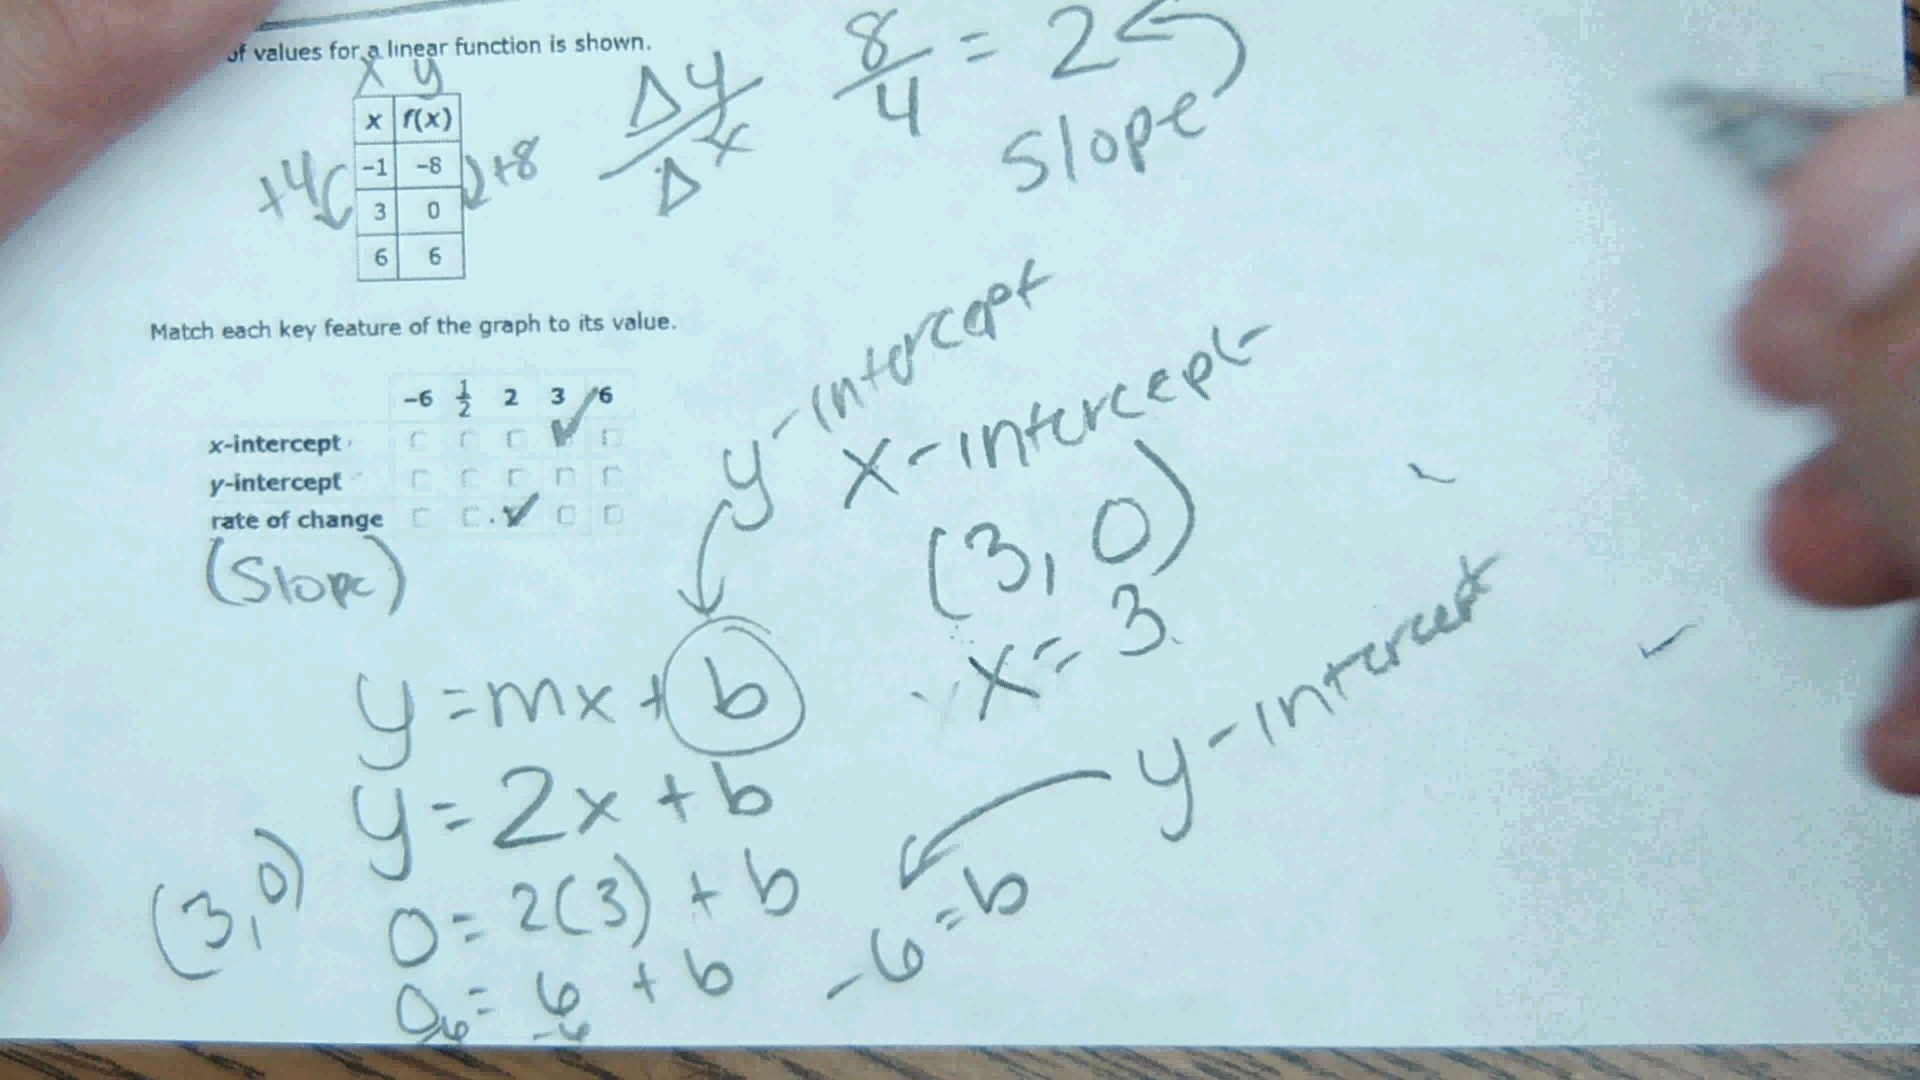 of values for a linear function is shown.
x y
x f(x)
-1 -8
3 0
6 6
+4
+8
Δy
Δx
8/4 = 2
Slope
Match each key feature of the graph to its value.
-6 1/2 2 3 6
x-intercept
y-intercept
rate of change
(Slope)
y-intercept
x-intercept
(3, 0)
x = 3
y = mx + b
y = 2x + b
(3, 0)
0 = 2(3) + b
0 = 6 + b
-6 -6
-6 = b
y-intercept